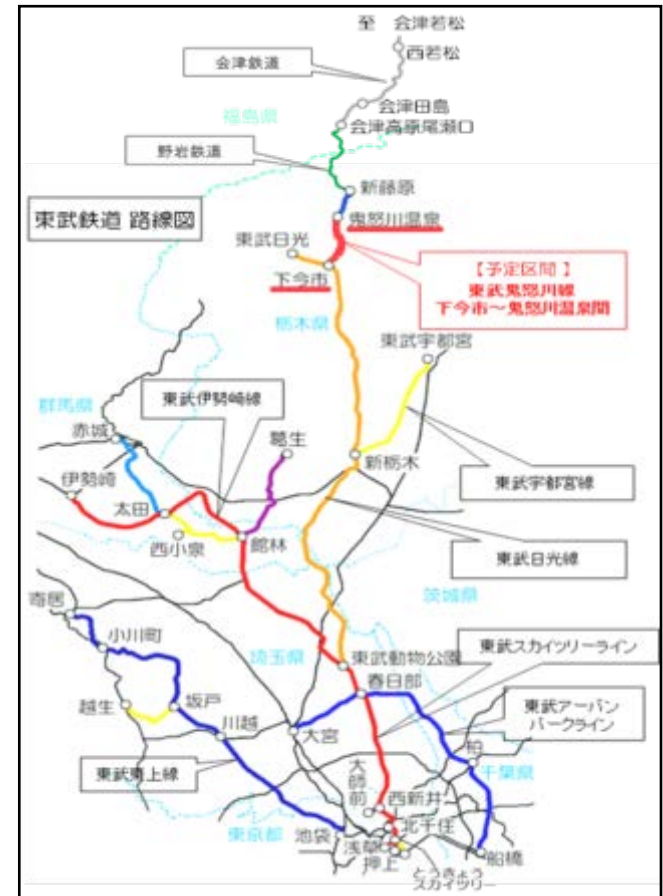 至 会津若松
西若松
会津鉄道
会津田島
福島県
会津高原尾瀬口
野岩鉄道
新藤原
東武鉄道 路線図
鬼怒川温泉
東武日光
下今市
【予定区間】
東武鬼怒川線
下今市～鬼怒川温泉間
栃木県
東武宇都宮
群馬県
東武伊勢崎線
赤城
葛生
伊勢崎
新栃木
東武宇都宮線
太田
西小泉
館林
東武日光線
茨城県
寄居
小川町
埼玉県
東武動物公園
東武スカイツリーライン
春日部
越生
坂戸
川越
大宮
東武アーバン
パークライン
柏
千葉県
東武東上線
大師前
西新井
東京都
池袋
北千住
浅草
押上
とうきょう
スカイツリー
船橋